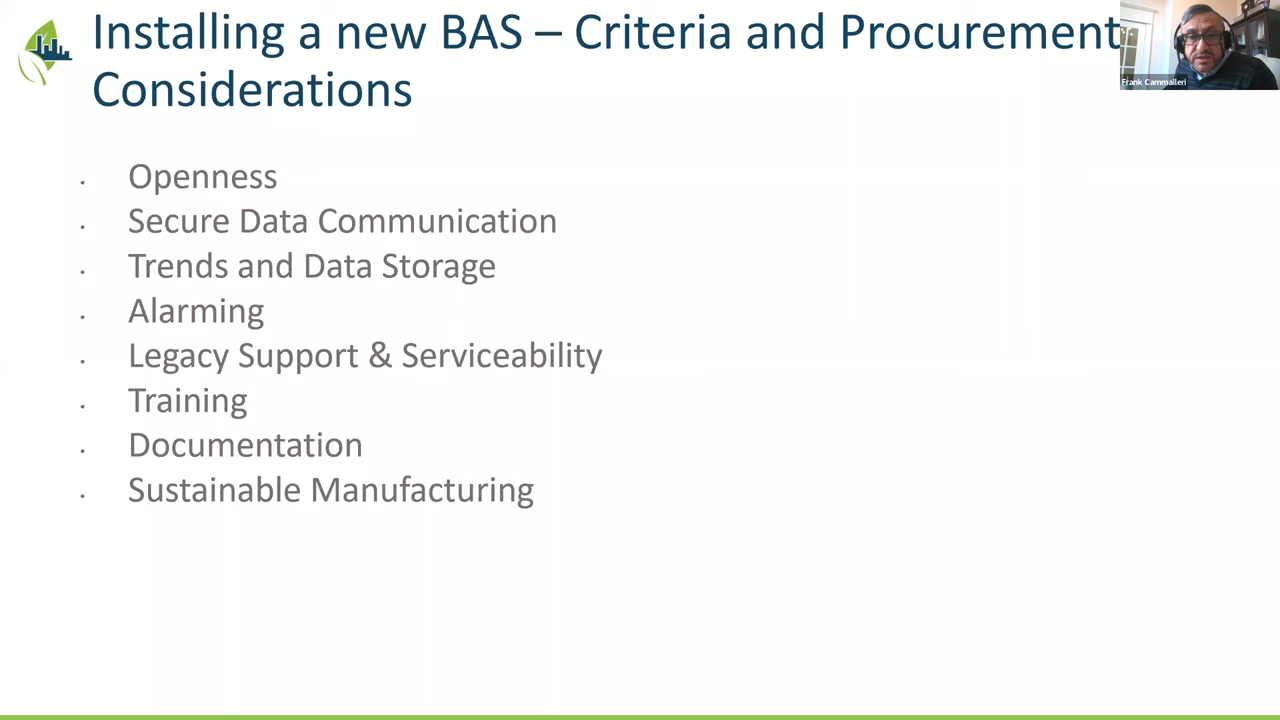 Installing a new BAS – Criteria and Procurement
Considerations
Frank Cammalleri
• Openness
• Secure Data Communication
• Trends and Data Storage
• Alarming
• Legacy Support & Serviceability
• Training
• Documentation
• Sustainable Manufacturing